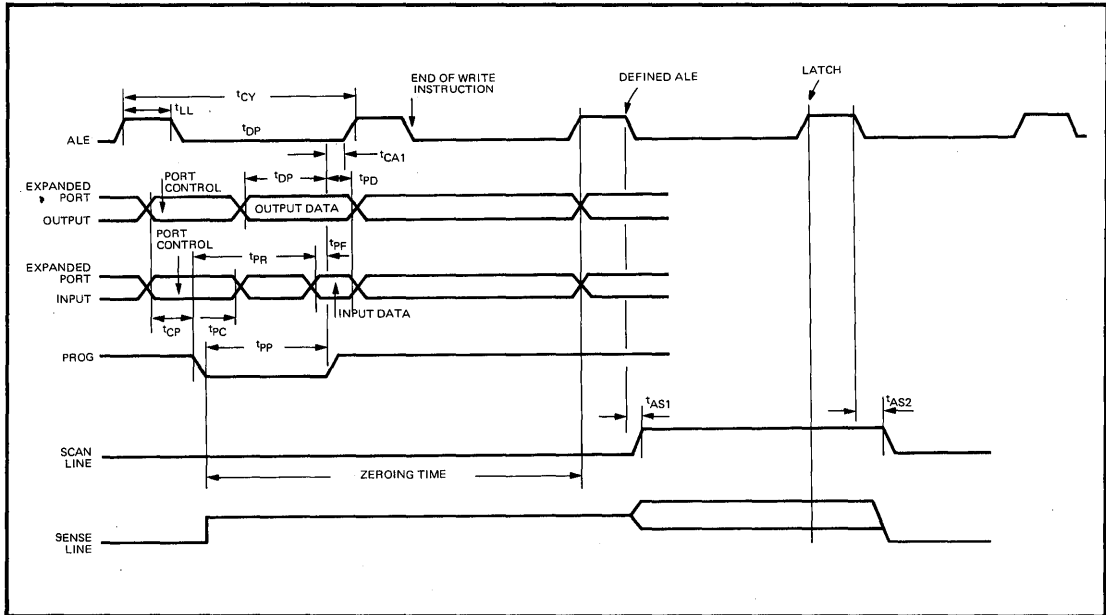 END OF WRITE
INSTRUCTION
DEFINED ALE
LATCH
tCY
tLL
ALE
tDP
tCA1
EXPANDED
PORT
OUTPUT
PORT
CONTROL
tDP
tPD
OUTPUT DATA
PORT
CONTROL
tPR
tPF
EXPANDED
PORT
INPUT
INPUT DATA
tCP
tPC
PROG
tPP
tAS1
tAS2
SCAN
LINE
ZEROING TIME
SENSE
LINE